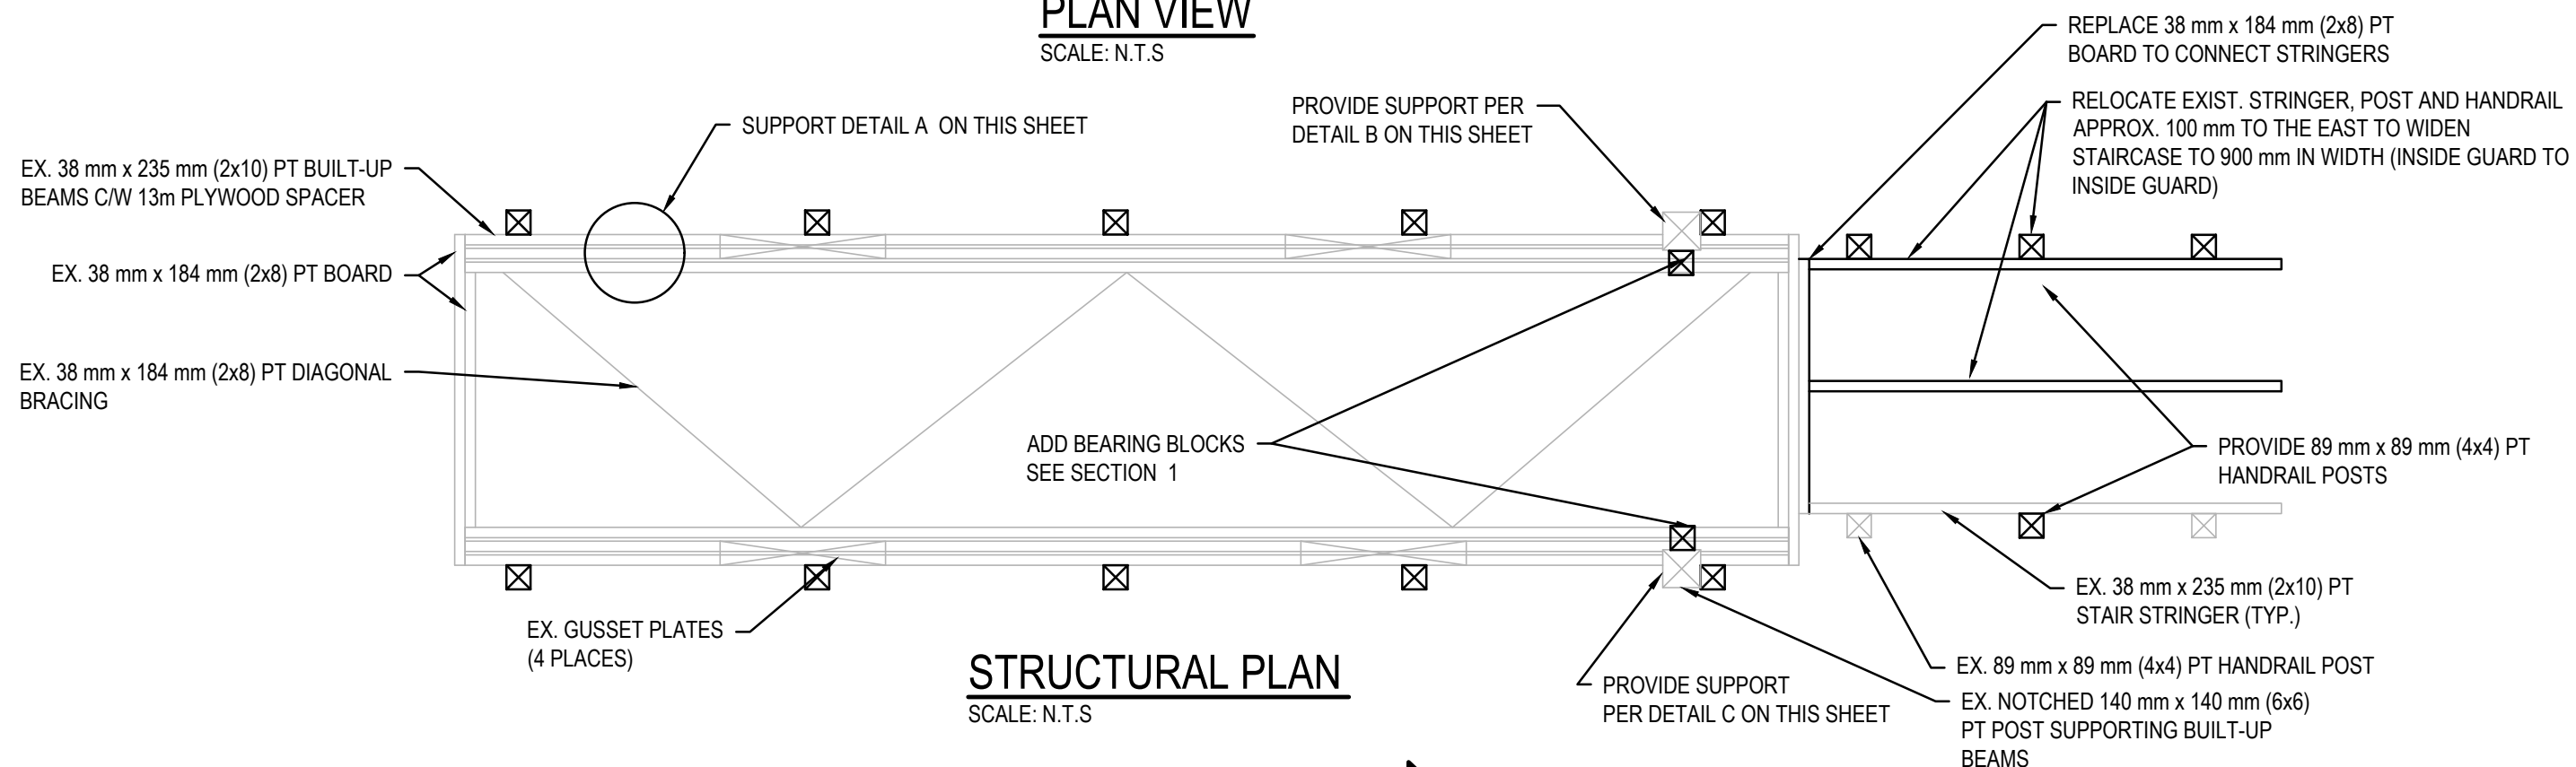 PLAN VIEW
SCALE: N.T.S
REPLACE 38 mm x 184 mm (2x8) PT
BOARD TO CONNECT STRINGERS
PROVIDE SUPPORT PER
DETAIL B ON THIS SHEET
RELOCATE EXIST. STRINGER, POST AND HANDRAIL
APPROX. 100 mm TO THE EAST TO WIDEN
STAIRCASE TO 900 mm IN WIDTH (INSIDE GUARD TO
INSIDE GUARD)
SUPPORT DETAIL A ON THIS SHEET
EX. 38 mm x 235 mm (2x10) PT BUILT-UP
BEAMS C/W 13m PLYWOOD SPACER
EX. 38 mm x 184 mm (2x8) PT BOARD
EX. 38 mm x 184 mm (2x8) PT DIAGONAL
BRACING
ADD BEARING BLOCKS
SEE SECTION 1
PROVIDE 89 mm x 89 mm (4x4) PT
HANDRAIL POSTS
EX. 38 mm x 235 mm (2x10) PT
STAIR STRINGER (TYP.)
EX. GUSSET PLATES
(4 PLACES)
STRUCTURAL PLAN
SCALE: N.T.S
PROVIDE SUPPORT
PER DETAIL C ON THIS SHEET
EX. 89 mm x 89 mm (4x4) PT HANDRAIL POST
EX. NOTCHED 140 mm x 140 mm (6x6)
PT POST SUPPORTING BUILT-UP
BEAMS